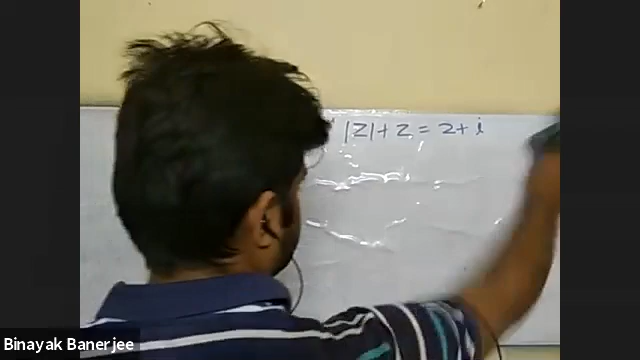 |z| + z = 2 + i
Binayak Banerjee